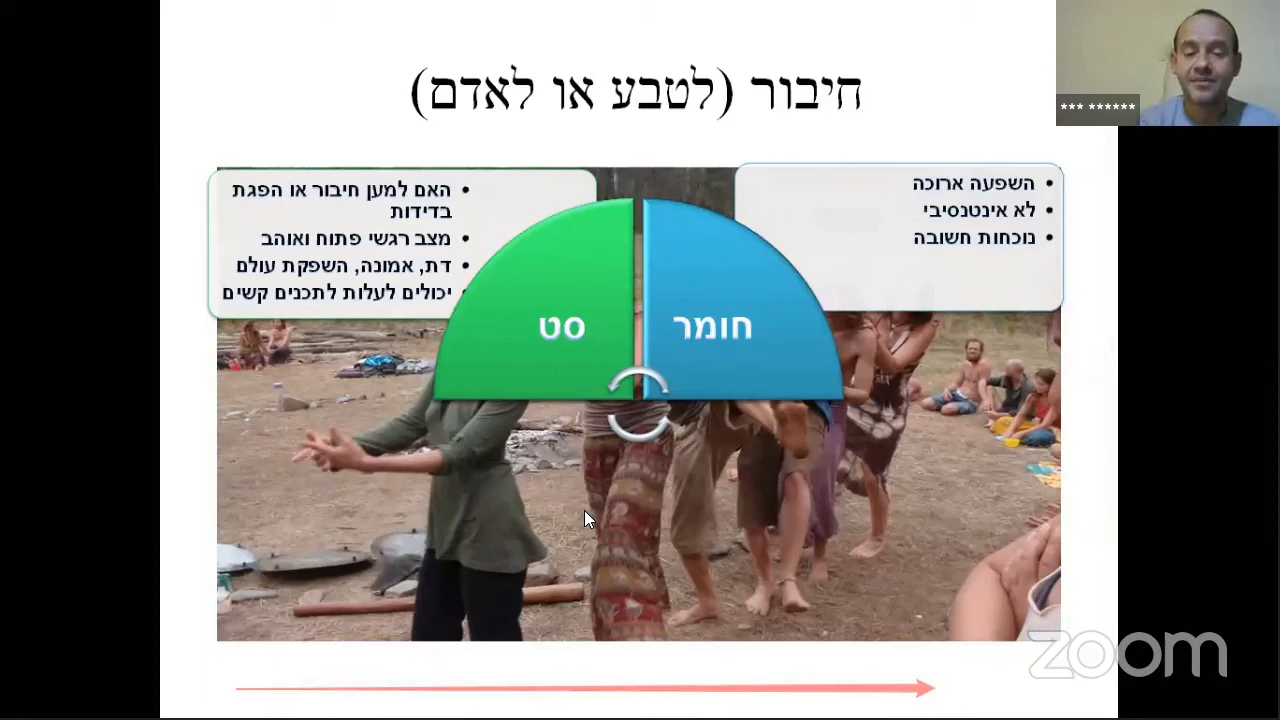 חיבור (לטבע או לאדם)
*** ******
• השפעה ארוכה
• לא אינטנסיבי
• נוכחות חשובה
• האם למען חיבור או הפגת
בדידות
• מצב רגשי פתוח ואוהב
• דת, אמונה, השפקת עולם
• יכולים לעלות לתכנים קשים
חומר
סט
zoom